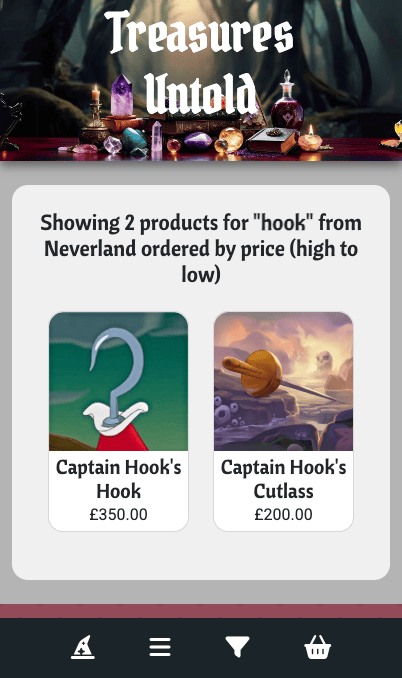 Treasures
Untold
Showing 2 products for "hook" from
Neverland ordered by price (high to
low)
Captain Hook's
Hook
£350.00
Captain Hook's
Cutlass
£200.00